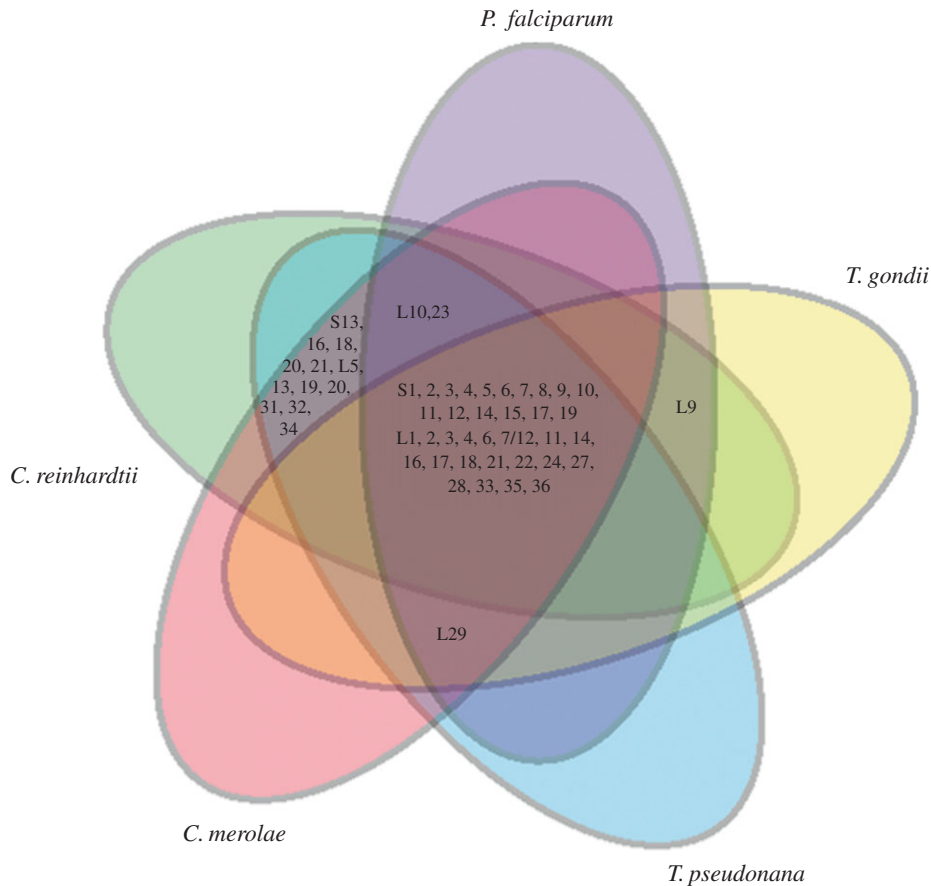 P. falciparum
T. gondii
L10,23
S13,
16, 18,
20, 21, L5,
13, 19, 20,
31, 32,
34
S1, 2, 3, 4, 5, 6, 7, 8, 9, 10,
11, 12, 14, 15, 17, 19
L1, 2, 3, 4, 6, 7/12, 11, 14,
16, 17, 18, 21, 22, 24, 27,
28, 33, 35, 36
L9
C. reinhardtii
L29
C. merolae
T. pseudonana